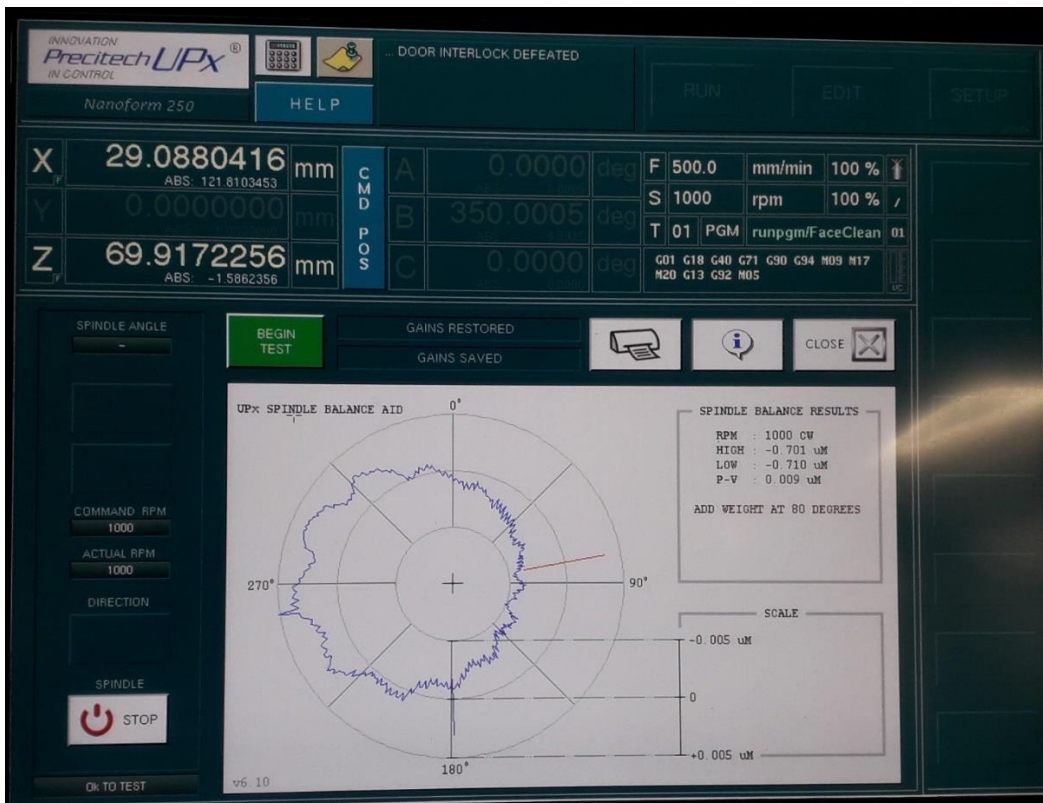 INNOVATION
Precitech UPx ®
IN CONTROL
Nanoform 250
HELP
... DOOR INTERLOCK DEFEATED
RUN
EDIT
SETUP
X 29.0880416 mm
ABS: 121.8103453
Y 0.0000000 mm
Z 69.9172256 mm
ABS: -1.5862356
CMD POS
A 0.0000 deg
B 350.0005 deg
C 0.0000 deg
F 500.0 mm/min 100 %
S 1000 rpm 100 % /
T 01 PGM runpgm/FaceClean 01
G01 G18 G40 G71 G90 G94 M09 M17
M20 G13 G92 M05
SPINDLE ANGLE
-
COMMAND RPM
1000
ACTUAL RPM
1000
DIRECTION
SPINDLE
STOP
Ok TO TEST
BEGIN
TEST
GAINS RESTORED
GAINS SAVED
CLOSE
UPx SPINDLE BALANCE AID
0°
90°
180°
270°
v6.10
SPINDLE BALANCE RESULTS
RPM : 1000 CW
HIGH : -0.701 uM
LOW : -0.710 uM
P-V : 0.009 uM
ADD WEIGHT AT 80 DEGREES
SCALE
-0.005 uM
0
+0.005 uM